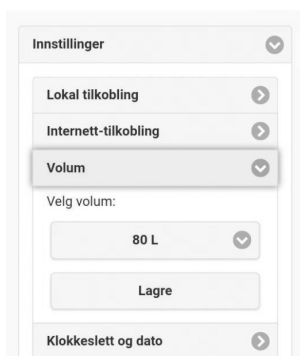 Innstillinger
Lokal tilkobling
Internett-tilkobling
Volum
Velg volum:
80 L
Lagre
Klokkeslett og dato